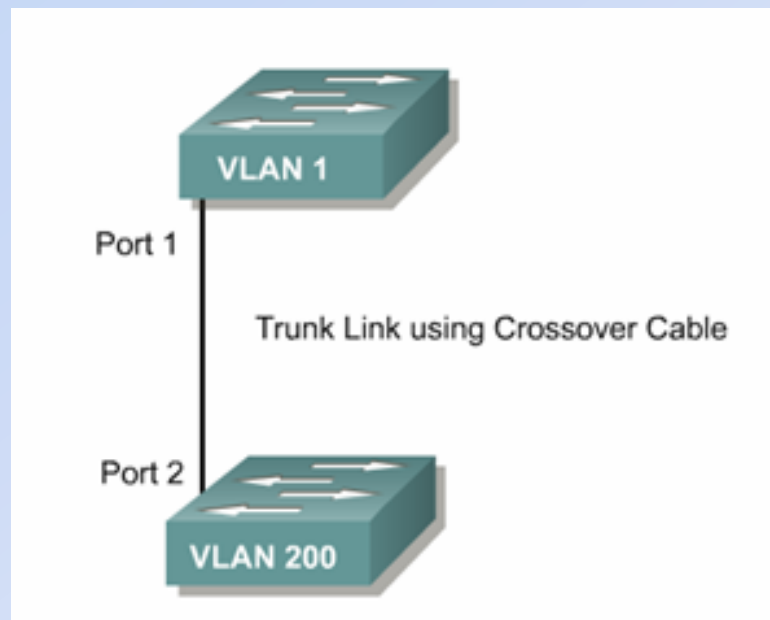 VLAN 1
Port 1
Trunk Link using Crossover Cable
Port 2
VLAN 200